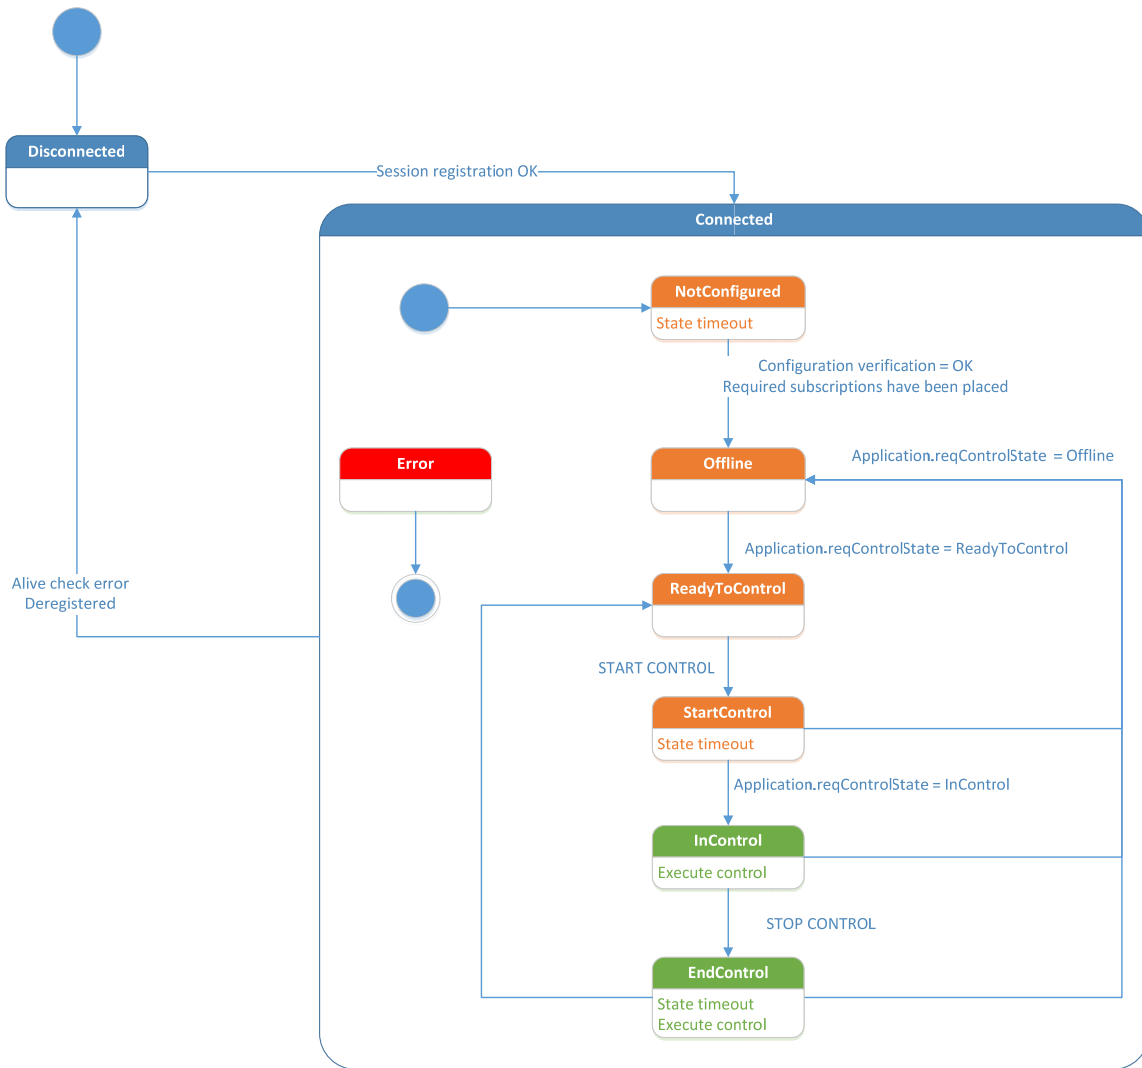 Disconnected
Session registration OK
Connected
NotConfigured
State timeout
Configuration verification = OK
Required subscriptions have been placed
Error
Offline
Application.reqControlState = Offline
Application.reqControlState = ReadyToControl
Alive check error
Deregistered
ReadyToControl
START CONTROL
StartControl
State timeout
Application.reqControlState = InControl
InControl
Execute control
STOP CONTROL
EndControl
State timeout
Execute control